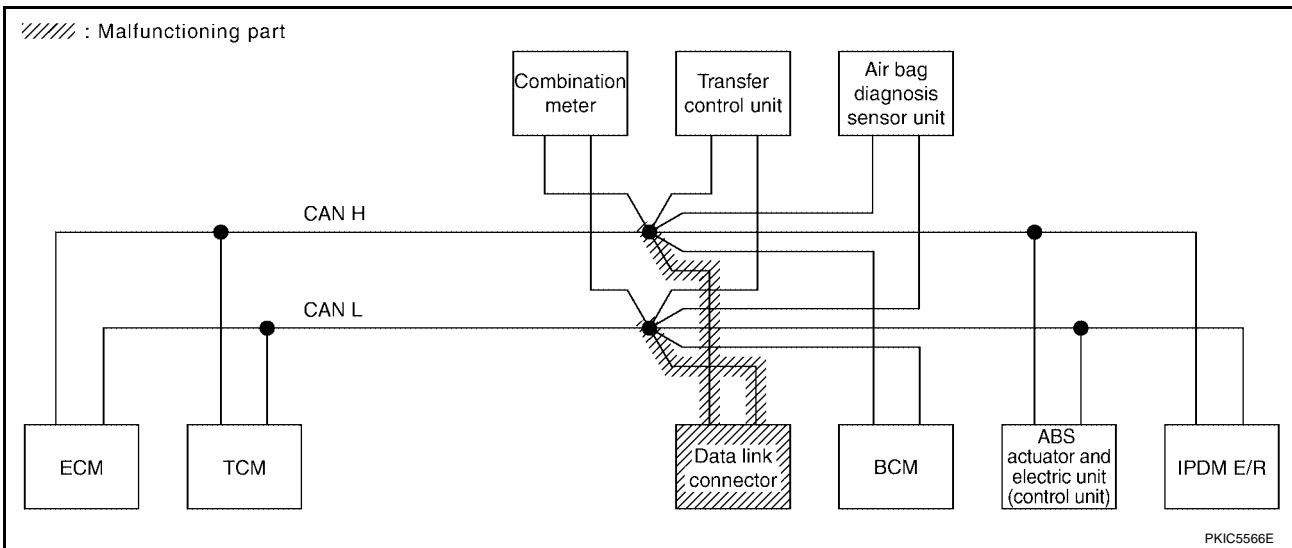 : Malfunctioning part
Combination
meter
Transfer
control unit
Air bag
diagnosis
sensor unit
CAN H
CAN L
ECM
TCM
Data link
connector
BCM
ABS
actuator and
electric unit
(control unit)
IPDM E/R
PKIC5566E